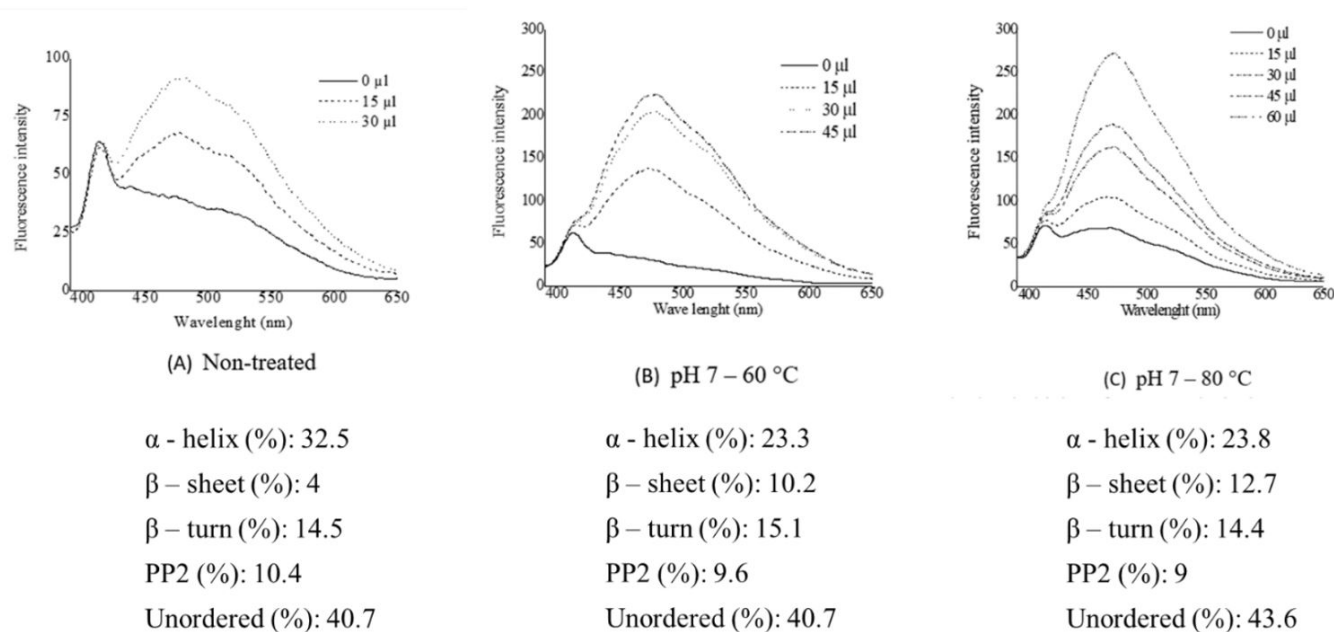 Fluorescence intensity
100
75
50
25
0
0 µl
15 µl
30 µl
400 450 500 550 600 650
Wavelenght (nm)
(A) Non-treated
α - helix (%): 32.5
β – sheet (%): 4
β – turn (%): 14.5
PP2 (%): 10.4
Unordered (%): 40.7
Fluorescence intensity
300
250
200
150
100
50
0
0 µl
15 µl
30 µl
45 µl
400 450 500 550 600 650
Wave lenght (nm)
(B) pH 7 – 60 °C
α - helix (%): 23.3
β – sheet (%): 10.2
β – turn (%): 15.1
PP2 (%): 9.6
Unordered (%): 40.7
Fluorescence intensity
300
250
200
150
100
50
0
0 µl
15 µl
30 µl
45 µl
60 µl
400 450 500 550 600 650
Wavelenght (nm)
(C) pH 7 – 80 °C
α - helix (%): 23.8
β – sheet (%): 12.7
β – turn (%): 14.4
PP2 (%): 9
Unordered (%): 43.6